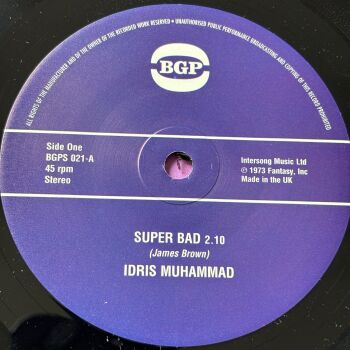 ALL RIGHTS OF THE MANUFACTURER AND OF THE OWNER OF THE RECORDED WORK RESERVED • UNAUTHORISED PUBLIC PERFORMANCE BROADCASTING AND COPYING OF THIS RECORD PROHIBITED
BGP
Side One
BGPS 021-A
45 rpm
Stereo
Intersong Music Ltd
℗ 1973 Fantasy, Inc
Made in the UK
SUPER BAD 2.10
(James Brown)
IDRIS MUHAMMAD